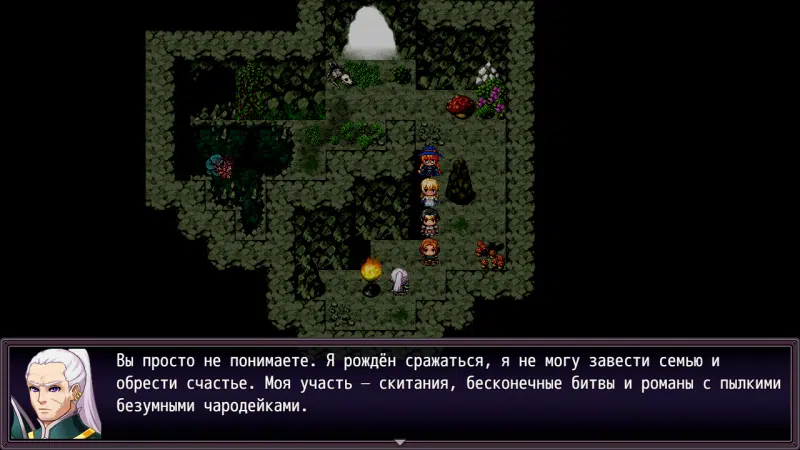 Вы просто не понимаете. Я рождён сражаться, я не могу завести семью и
обрести счастье. Моя участь — скитания, бесконечные битвы и романы с пылкими
безумными чародейками.